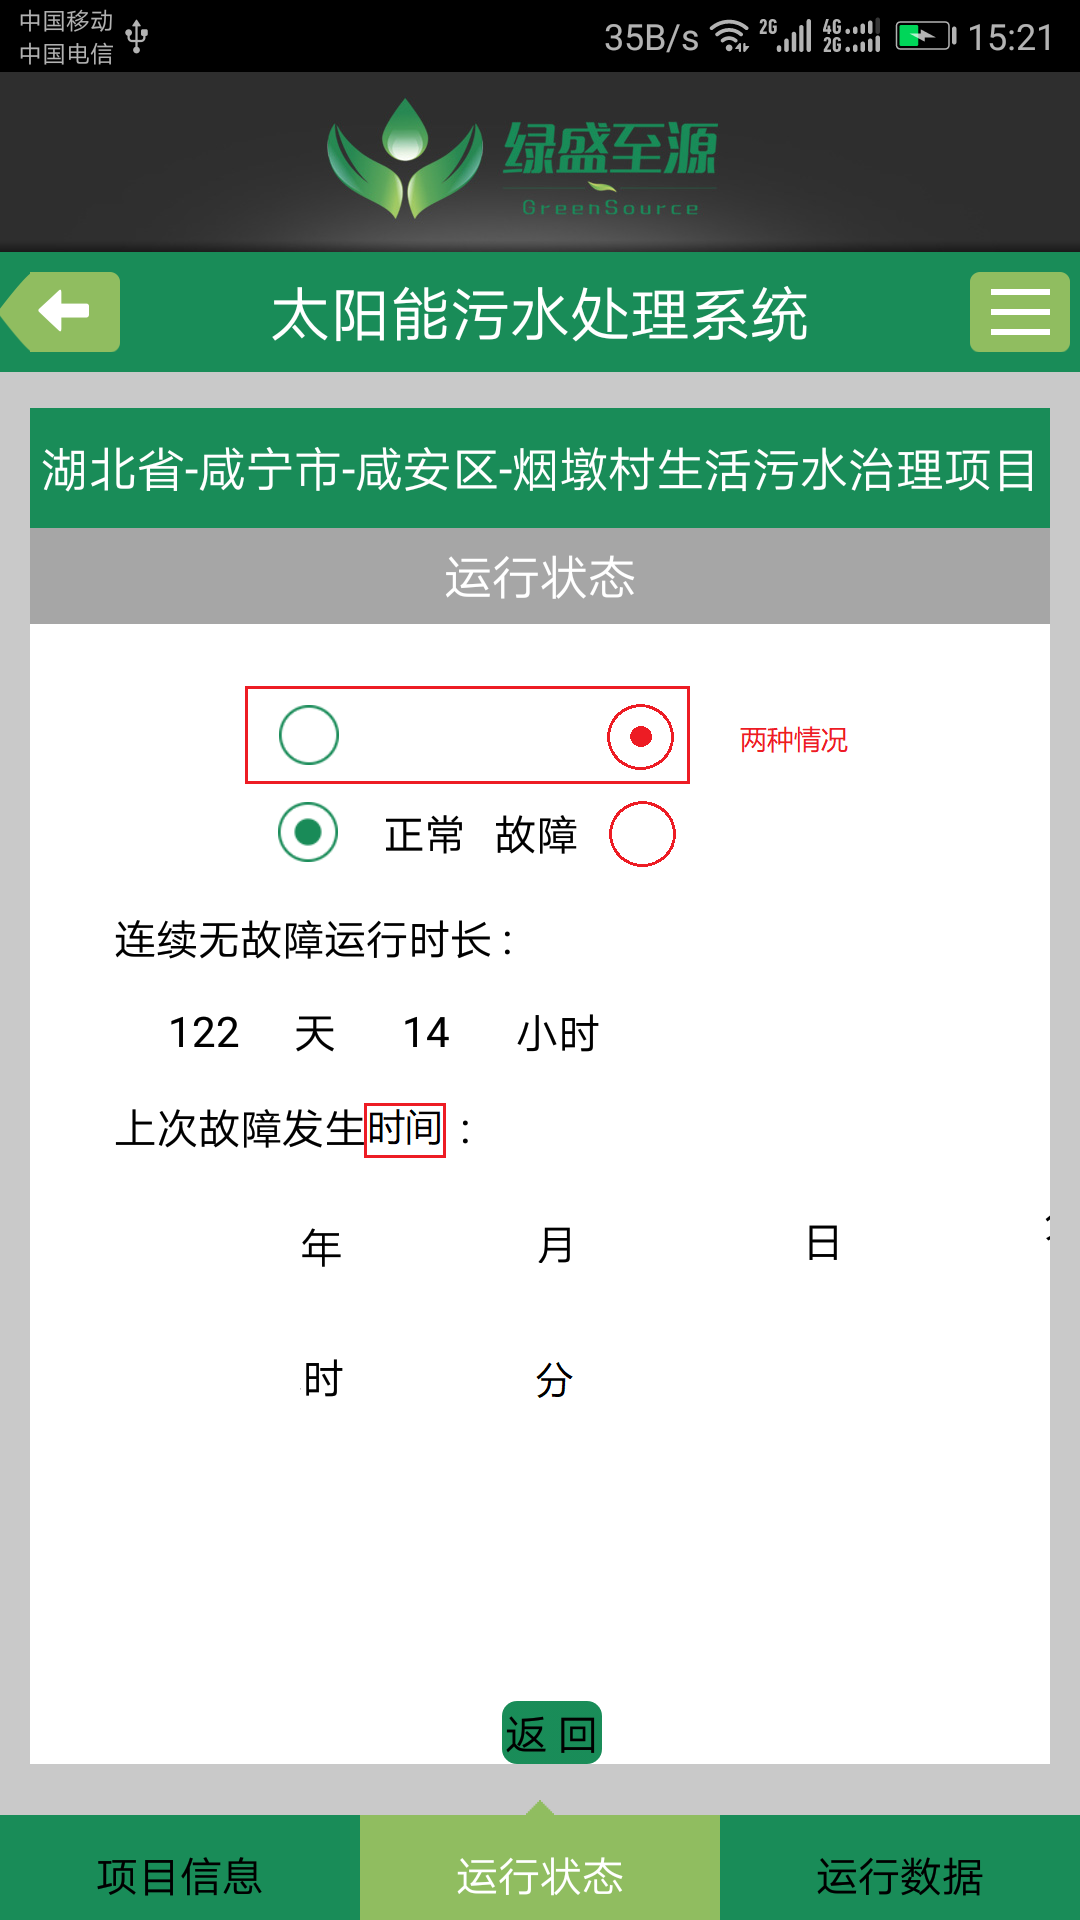 中国移动
中国电信
35B/s 2G 4G 2G 15:21
绿盛至源
GreenSource
太阳能污水处理系统
湖北省-咸宁市-咸安区-烟墩村生活污水治理项目
运行状态
两种情况
正常 故障
连续无故障运行时长：
122 天 14 小时
上次故障发生时间：
年 月 日
时 分
返 回
项目信息 运行状态 运行数据